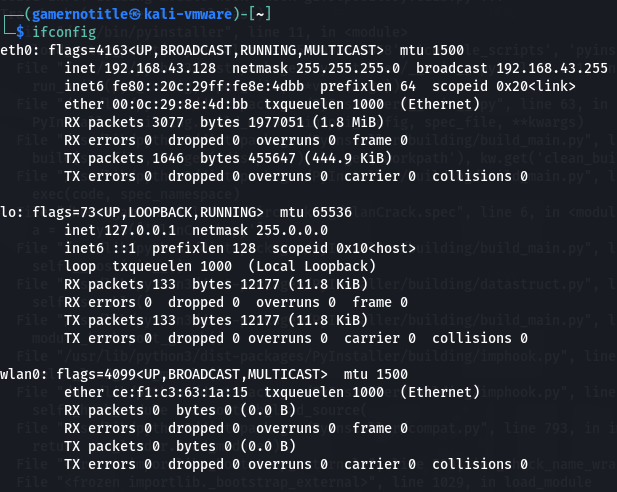 ┌──(gamernotitle㉿kali-vmware)-[~]
└─$ ifconfig
eth0: flags=4163<UP,BROADCAST,RUNNING,MULTICAST>  mtu 1500
        inet 192.168.43.128  netmask 255.255.255.0  broadcast 192.168.43.255
        inet6 fe80::20c:29ff:fe8e:4dbb  prefixlen 64  scopeid 0x20<link>
        ether 00:0c:29:8e:4d:bb  txqueuelen 1000  (Ethernet)
        RX packets 3077  bytes 1977051 (1.8 MiB)
        RX errors 0  dropped 0  overruns 0  frame 0
        TX packets 1646  bytes 455647 (444.9 KiB)
        TX errors 0  dropped 0 overruns 0  carrier 0  collisions 0

lo: flags=73<UP,LOOPBACK,RUNNING>  mtu 65536
        inet 127.0.0.1  netmask 255.0.0.0
        inet6 ::1  prefixlen 128  scopeid 0x10<host>
        loop  txqueuelen 1000  (Local Loopback)
        RX packets 133  bytes 12177 (11.8 KiB)
        RX errors 0  dropped 0  overruns 0  frame 0
        TX packets 133  bytes 12177 (11.8 KiB)
        TX errors 0  dropped 0 overruns 0  carrier 0  collisions 0

wlan0: flags=4099<UP,BROADCAST,MULTICAST>  mtu 1500
        ether ce:f1:c3:63:1a:15  txqueuelen 1000  (Ethernet)
        RX packets 0  bytes 0 (0.0 B)
        RX errors 0  dropped 0  overruns 0  frame 0
        TX packets 0  bytes 0 (0.0 B)
        TX errors 0  dropped 0 overruns 0  carrier 0  collisions 0